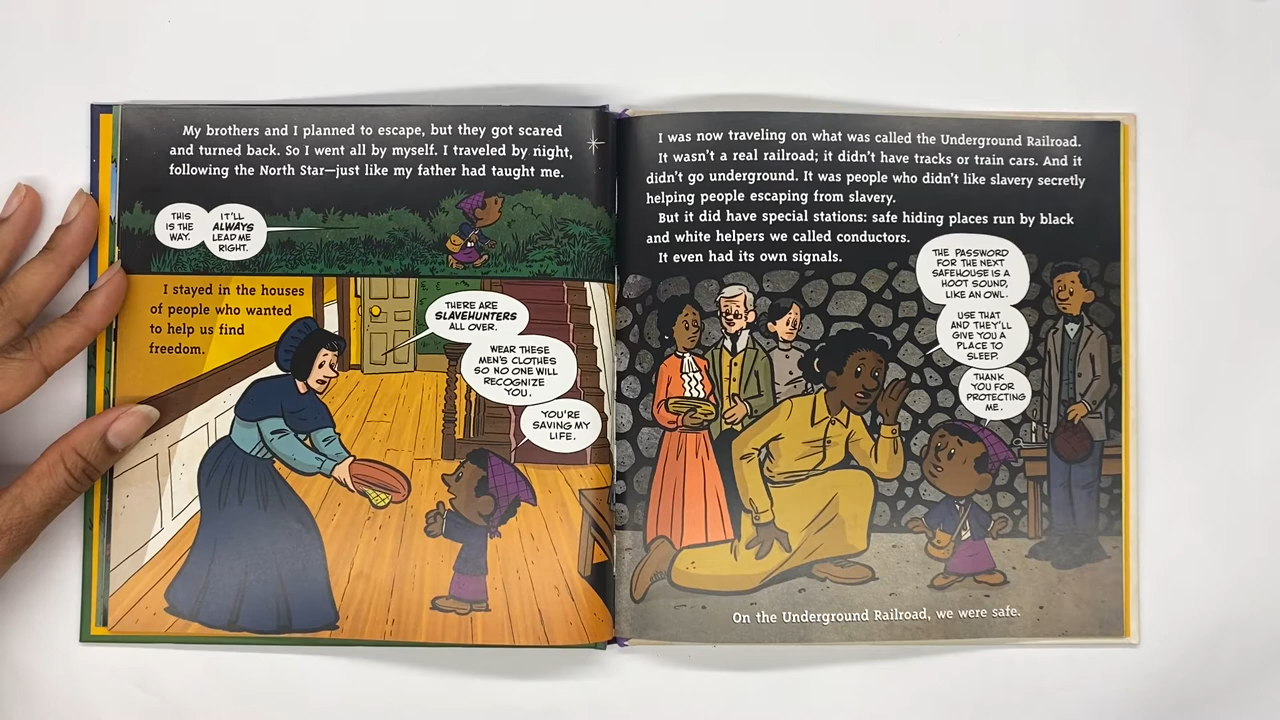 My brothers and I planned to escape, but they got scared
and turned back. So I went all by myself. I traveled by night,
following the North Star—just like my father had taught me.
THIS
IS THE
WAY.
IT'LL
ALWAYS
LEAD ME
RIGHT.
I stayed in the houses
of people who wanted
to help us find
freedom.
THERE ARE
SLAVEHUNTERS
ALL OVER.
WEAR THESE
MEN'S CLOTHES
SO NO ONE WILL
RECOGNIZE
YOU.
YOU'RE
SAVING MY
LIFE.
I was now traveling on what was called the Underground Railroad.
It wasn't a real railroad; it didn't have tracks or train cars. And it
didn't go underground. It was people who didn't like slavery secretly
helping people escaping from slavery.
But it did have special stations: safe hiding places run by black
and white helpers we called conductors.
It even had its own signals.
THE PASSWORD
FOR THE NEXT
SAFEHOUSE IS A
HOOT SOUND,
LIKE AN OWL.
USE THAT
AND THEY'LL
GIVE YOU A
PLACE TO
SLEEP.
THANK
YOU FOR
PROTECTING
ME.
On the Underground Railroad, we were safe.